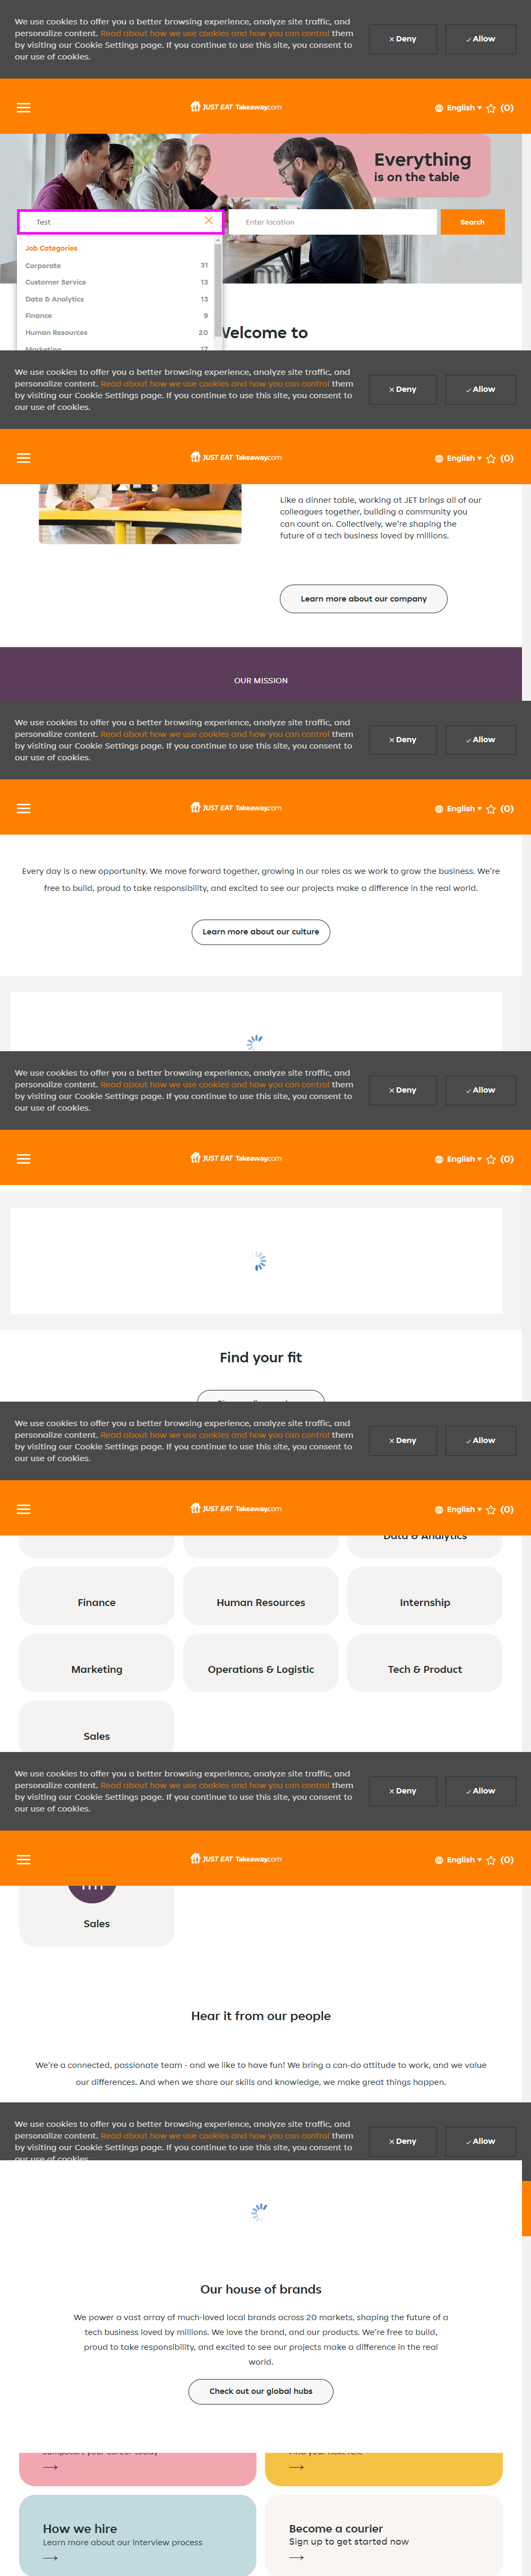 We use cookies to offer you a better browsing experience, analyze site traffic, and
personalize content. Read about how we use cookies and how you can control them
by visiting our Cookie Settings page. If you continue to use this site, you consent to
our use of cookies.
Deny
Allow
JUST EAT Takeaway.com
English
(0)
Everything
is on the table
Test
Enter location
Search
Job Categories
Corporate 31
Customer Service 13
Data & Analytics 13
Finance 9
Human Resources 20
Marketing 17
Welcome to
We use cookies to offer you a better browsing experience, analyze site traffic, and
personalize content. Read about how we use cookies and how you can control them
by visiting our Cookie Settings page. If you continue to use this site, you consent to
our use of cookies.
Deny
Allow
JUST EAT Takeaway.com
English
(0)
Like a dinner table, working at JET brings all of our
colleagues together, building a community you
can count on. Collectively, we're shaping the
future of a tech business loved by millions.
Learn more about our company
OUR MISSION
We use cookies to offer you a better browsing experience, analyze site traffic, and
personalize content. Read about how we use cookies and how you can control them
by visiting our Cookie Settings page. If you continue to use this site, you consent to
our use of cookies.
Deny
Allow
JUST EAT Takeaway.com
English
(0)
Every day is a new opportunity. We move forward together, growing in our roles as we work to grow the business. We're
free to build, proud to take responsibility, and excited to see our projects make a difference in the real world.
Learn more about our culture
We use cookies to offer you a better browsing experience, analyze site traffic, and
personalize content. Read about how we use cookies and how you can control them
by visiting our Cookie Settings page. If you continue to use this site, you consent to
our use of cookies.
Deny
Allow
JUST EAT Takeaway.com
English
(0)
Find your fit
We use cookies to offer you a better browsing experience, analyze site traffic, and
personalize content. Read about how we use cookies and how you can control them
by visiting our Cookie Settings page. If you continue to use this site, you consent to
our use of cookies.
Deny
Allow
JUST EAT Takeaway.com
English
(0)
Data & Analytics
Finance
Human Resources
Internship
Marketing
Operations & Logistic
Tech & Product
Sales
We use cookies to offer you a better browsing experience, analyze site traffic, and
personalize content. Read about how we use cookies and how you can control them
by visiting our Cookie Settings page. If you continue to use this site, you consent to
our use of cookies.
Deny
Allow
JUST EAT Takeaway.com
English
(0)
Sales
Hear it from our people
We're a connected, passionate team - and we like to have fun! We bring a can-do attitude to work, and we value
our differences. And when we share our skills and knowledge, we make great things happen.
We use cookies to offer you a better browsing experience, analyze site traffic, and
personalize content. Read about how we use cookies and how you can control them
by visiting our Cookie Settings page. If you continue to use this site, you consent to
our use of cookies.
Deny
Allow
Our house of brands
We power a vast array of much-loved local brands across 20 markets, shaping the future of a
tech business loved by millions. We love the brand, and our products. We're free to build,
proud to take responsibility, and excited to see our projects make a difference in the real
world.
Check out our global hubs
Jumpstart your career today
Find your next role
How we hire
Learn more about our interview process
Become a courier
Sign up to get started now